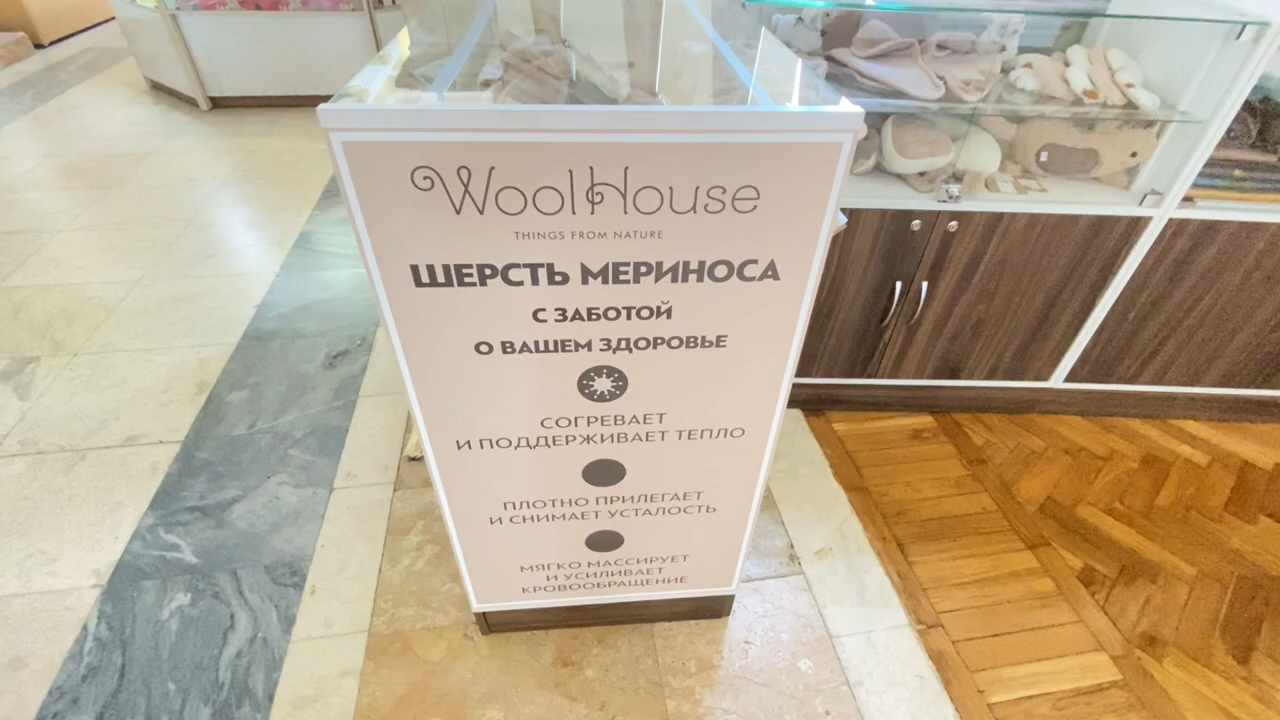 WoolHouse
THINGS FROM NATURE
ШЕРСТЬ МЕРИНОСА
С ЗАБОТОЙ
О ВАШЕМ ЗДОРОВЬЕ
СОГРЕВАЕТ
И ПОДДЕРЖИВАЕТ ТЕПЛО
ПЛОТНО ПРИЛЕГАЕТ
И СНИМАЕТ УСТАЛОСТЬ
МЯГКО МАССИРУЕТ
И УСИЛИВАЕТ
КРОВООБРАЩЕНИЕ